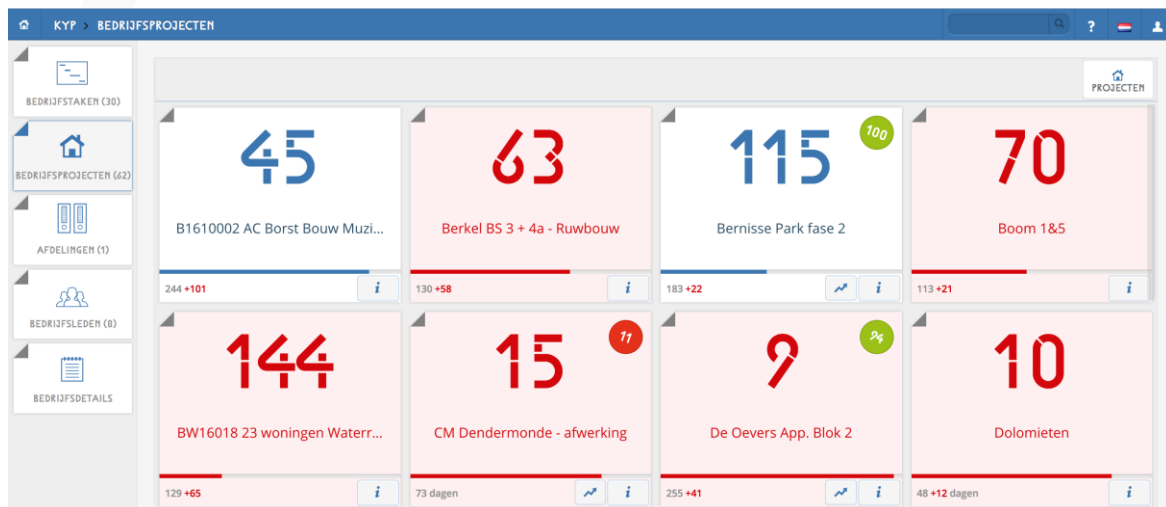 KYP > BEDRIJFSPROJECTEN
?
BEDRIJFSTAKEN (30)
BEDRIJFSPROJECTEN (62)
AFDELINGEN (1)
BEDRIJFSLEDEN (8)
BEDRIJFSDETAILS
PROJECTEN
45
B1610002 AC Borst Bouw Muzi...
244 +101
i
63
Berkel BS 3 + 4a - Ruwbouw
130 +58
i
115
100
Bernisse Park fase 2
183 +22
i
70
Boom 1&5
113 +21
i
144
BW16018 23 woningen Waterr...
129 +65
i
15
11
CM Dendermonde - afwerking
73 dagen
i
9
94
De Oevers App. Blok 2
255 +41
i
10
Dolomieten
48 +12 dagen
i